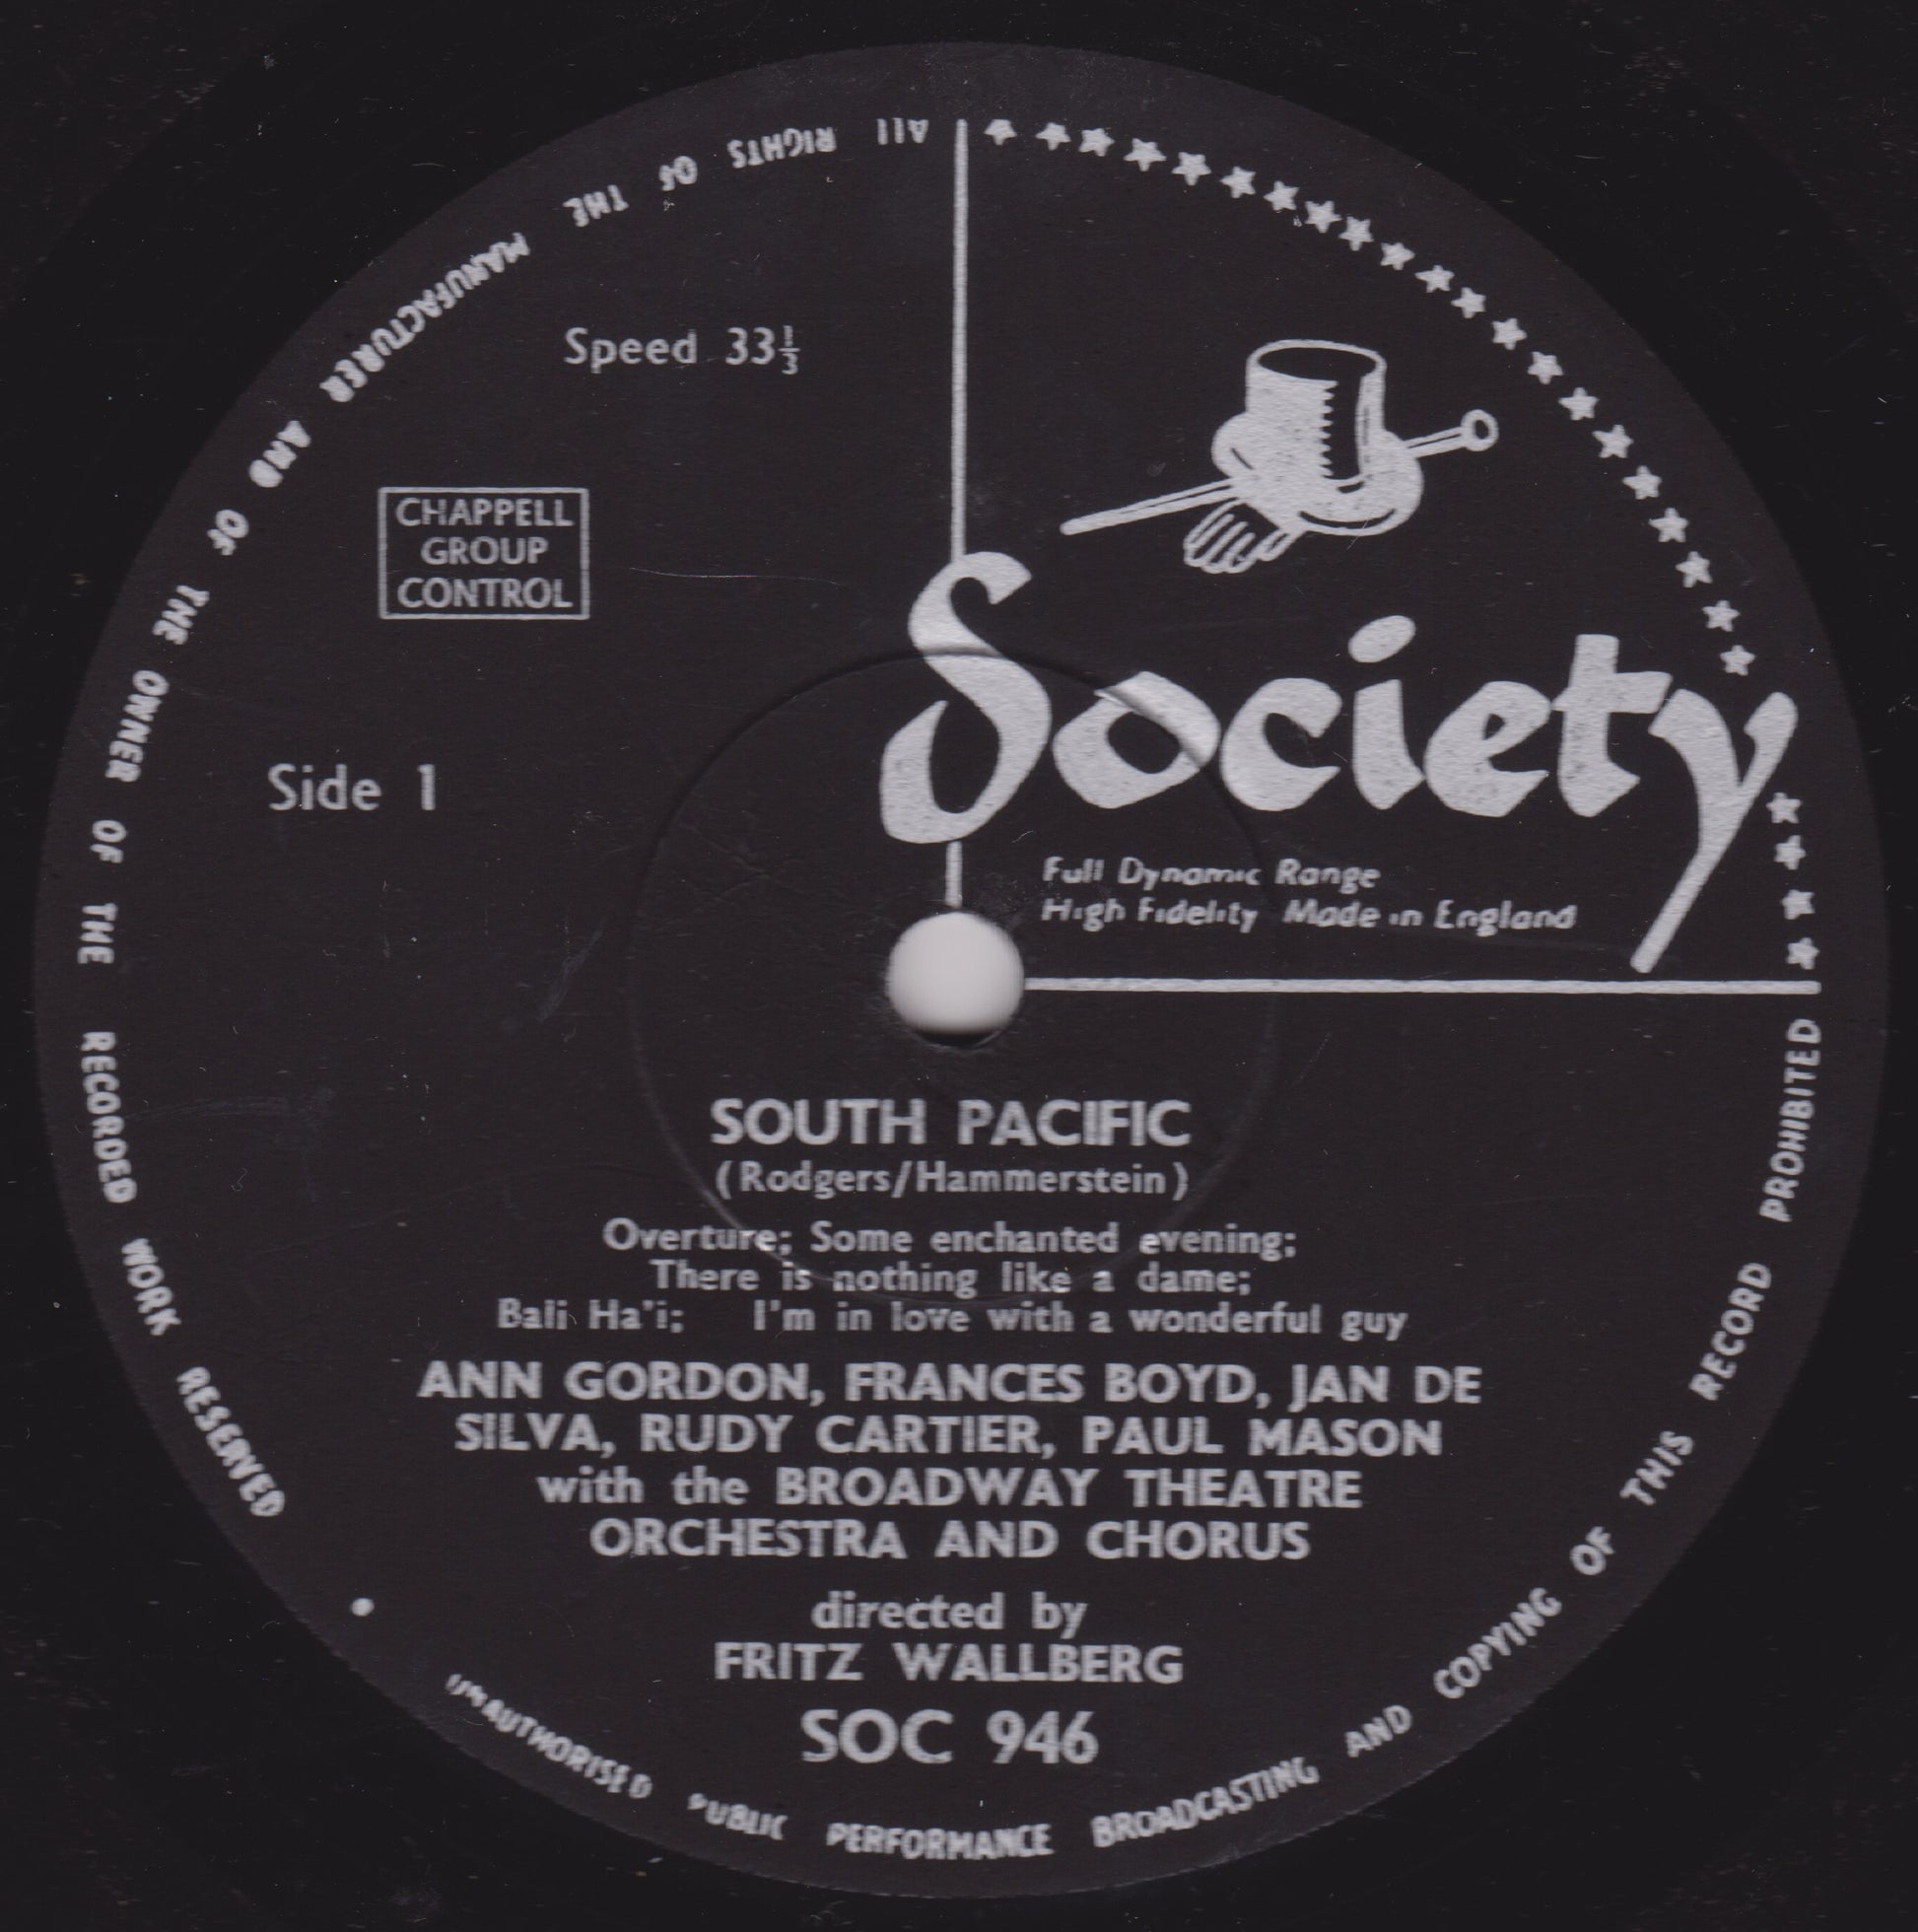 ALL RIGHTS OF THE MANUFACTURER AND OF THE OWNER OF THE RECORDED WORK RESERVED
Speed 33⅓
CHAPPELL
GROUP
CONTROL
Side 1
Society
Full Dynamic Range
High Fidelity Made in England
SOUTH PACIFIC
(Rodgers/Hammerstein)
Overture; Some enchanted evening;
There is nothing like a dame;
Bali Ha'i; I'm in love with a wonderful guy
ANN GORDON, FRANCES BOYD, JAN DE
SILVA, RUDY CARTIER, PAUL MASON
with the BROADWAY THEATRE
ORCHESTRA AND CHORUS
directed by
FRITZ WALLBERG
SOC 946
UNAUTHORISED PUBLIC PERFORMANCE BROADCASTING AND COPYING OF THIS RECORD PROHIBITED